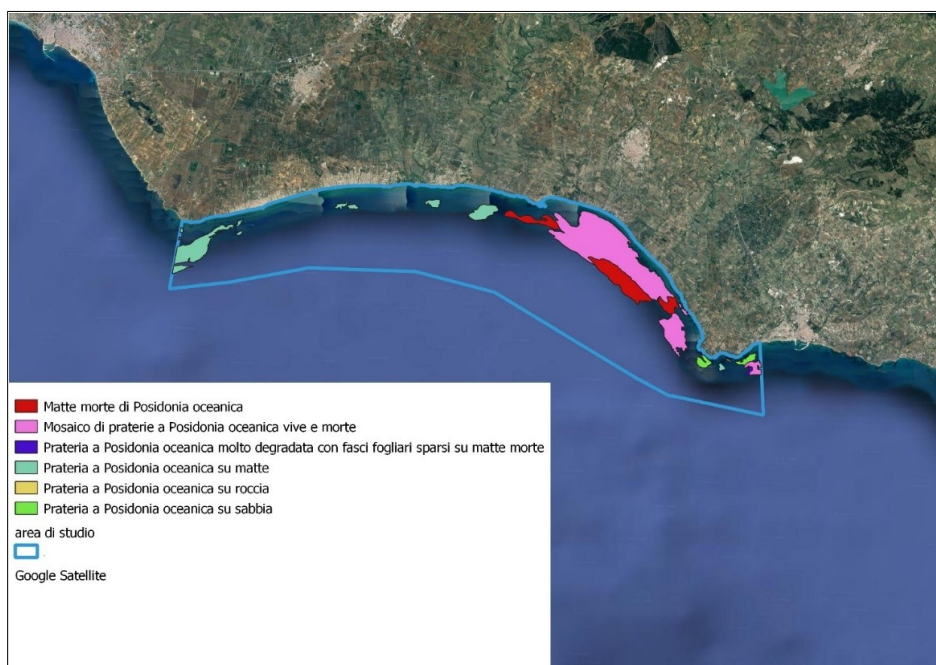 Matte morte di Posidonia oceanica
Mosaico di praterie a Posidonia oceanica vive e morte
Prateria a Posidonia oceanica molto degradata con fasci fogliari sparsi su matte morte
Prateria a Posidonia oceanica su matte
Prateria a Posidonia oceanica su roccia
Prateria a Posidonia oceanica su sabbia
area di studio
.
Google Satellite